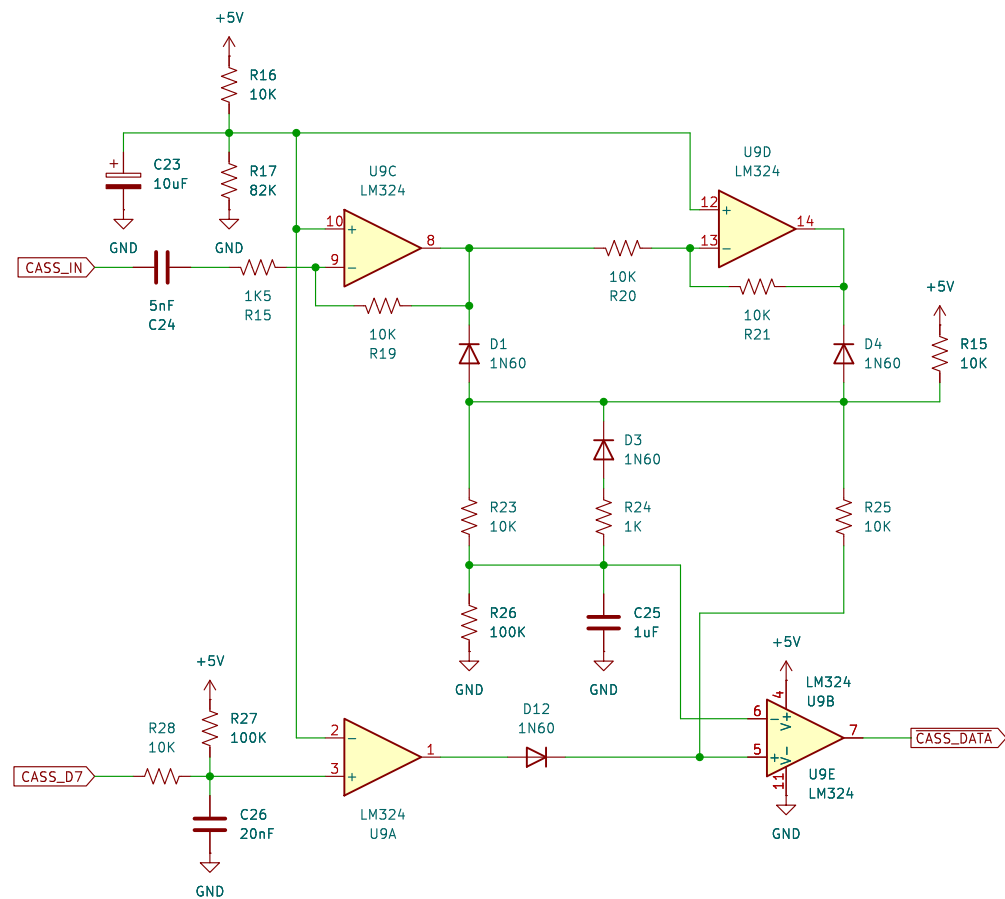 +5V
R16
10K
+
C23
10uF
R17
82K
GND
GND
U9C
LM324
10
+
9
−
8
U9D
LM324
12
+
13
−
14
CASS_IN
5nF
C24
1K5
R15
10K
R19
10K
R20
10K
R21
+5V
R15
10K
D1
1N60
D4
1N60
D3
1N60
R23
10K
R24
1K
R25
10K
R26
100K
C25
1uF
GND
GND
+5V
R27
100K
R28
10K
CASS_D7
C26
20nF
GND
2
−
3
+
1
LM324
U9A
D12
1N60
+5V
LM324
U9B
4
V+
6
−
5
+
V-
11
7
U9E
LM324
GND
CASS_DATA